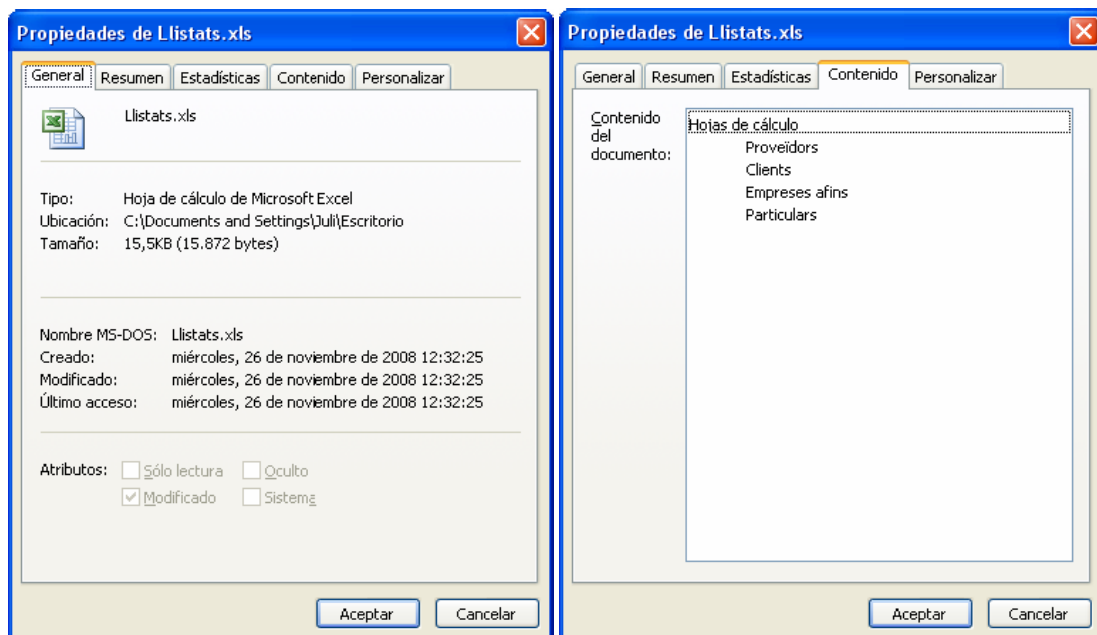 Propiedades de Llistats.xls
General Resumen Estadísticas Contenido Personalizar
Llistats.xls
Tipo: Hoja de cálculo de Microsoft Excel
Ubicación: C:\Documents and Settings\Juli\Escritorio
Tamaño: 15,5KB (15.872 bytes)
Nombre MS-DOS: Llistats.xls
Creado: miércoles, 26 de noviembre de 2008 12:32:25
Modificado: miércoles, 26 de noviembre de 2008 12:32:25
Último acceso: miércoles, 26 de noviembre de 2008 12:32:25
Atributos: Sólo lectura Oculto
Modificado Sistema
Aceptar Cancelar
Propiedades de Llistats.xls
General Resumen Estadísticas Contenido Personalizar
Contenido
del
documento:
Hojas de cálculo
Proveïdors
Clients
Empreses afins
Particulars
Aceptar Cancelar